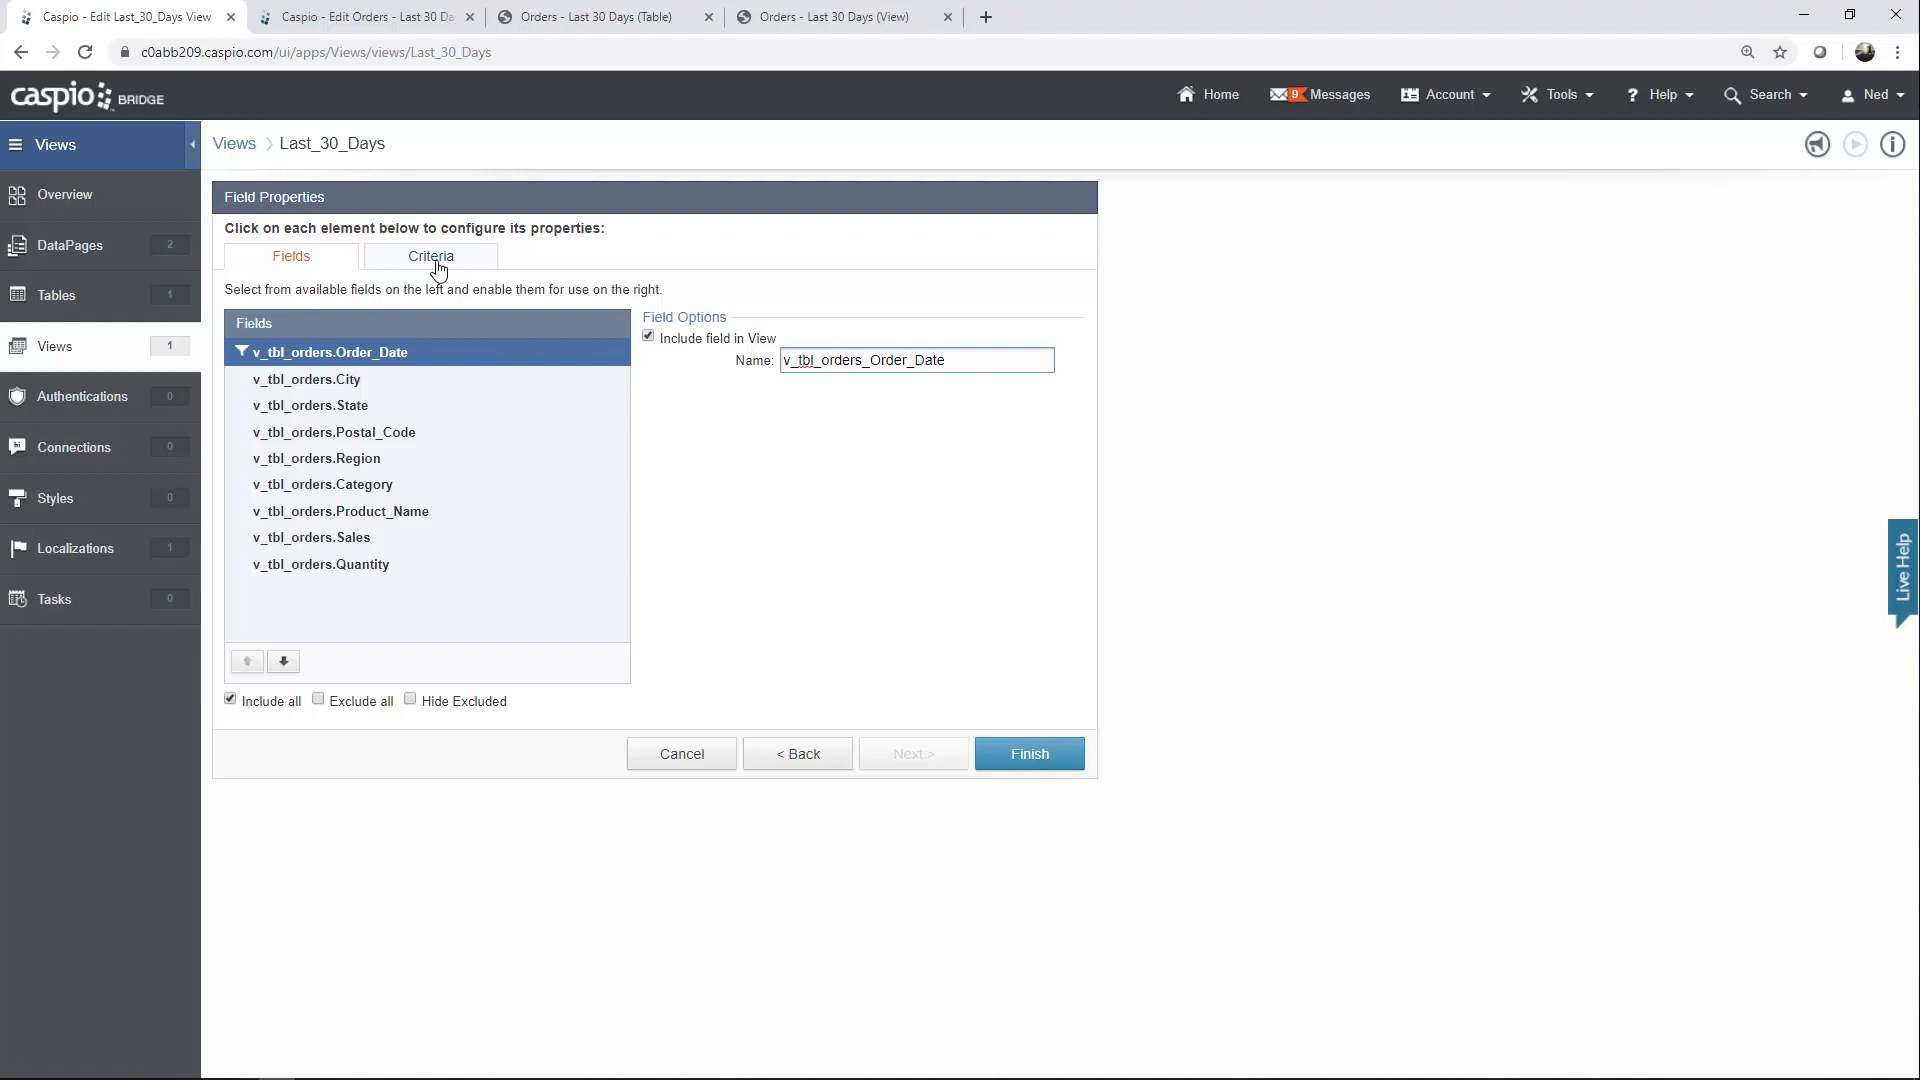 Caspio - Edit Last_30_Days View
Caspio - Edit Orders - Last 30 Da
Orders - Last 30 Days (Table)
Orders - Last 30 Days (View)
c0abb209.caspio.com/ui/apps/Views/views/Last_30_Days
caspio BRIDGE
Home
9 Messages
Account
Tools
? Help
Search
Ned
Views
Views > Last_30_Days
Overview
DataPages 2
Tables 1
Views 1
Authentications 0
Connections 0
Styles 0
Localizations 1
Tasks 0
Field Properties
Click on each element below to configure its properties:
Fields
Criteria
Select from available fields on the left and enable them for use on the right.
Fields
v_tbl_orders.Order_Date
v_tbl_orders.City
v_tbl_orders.State
v_tbl_orders.Postal_Code
v_tbl_orders.Region
v_tbl_orders.Category
v_tbl_orders.Product_Name
v_tbl_orders.Sales
v_tbl_orders.Quantity
Field Options
Include field in View
Name: v_tbl_orders_Order_Date
Include all
Exclude all
Hide Excluded
Cancel
< Back
Next >
Finish
Live Help